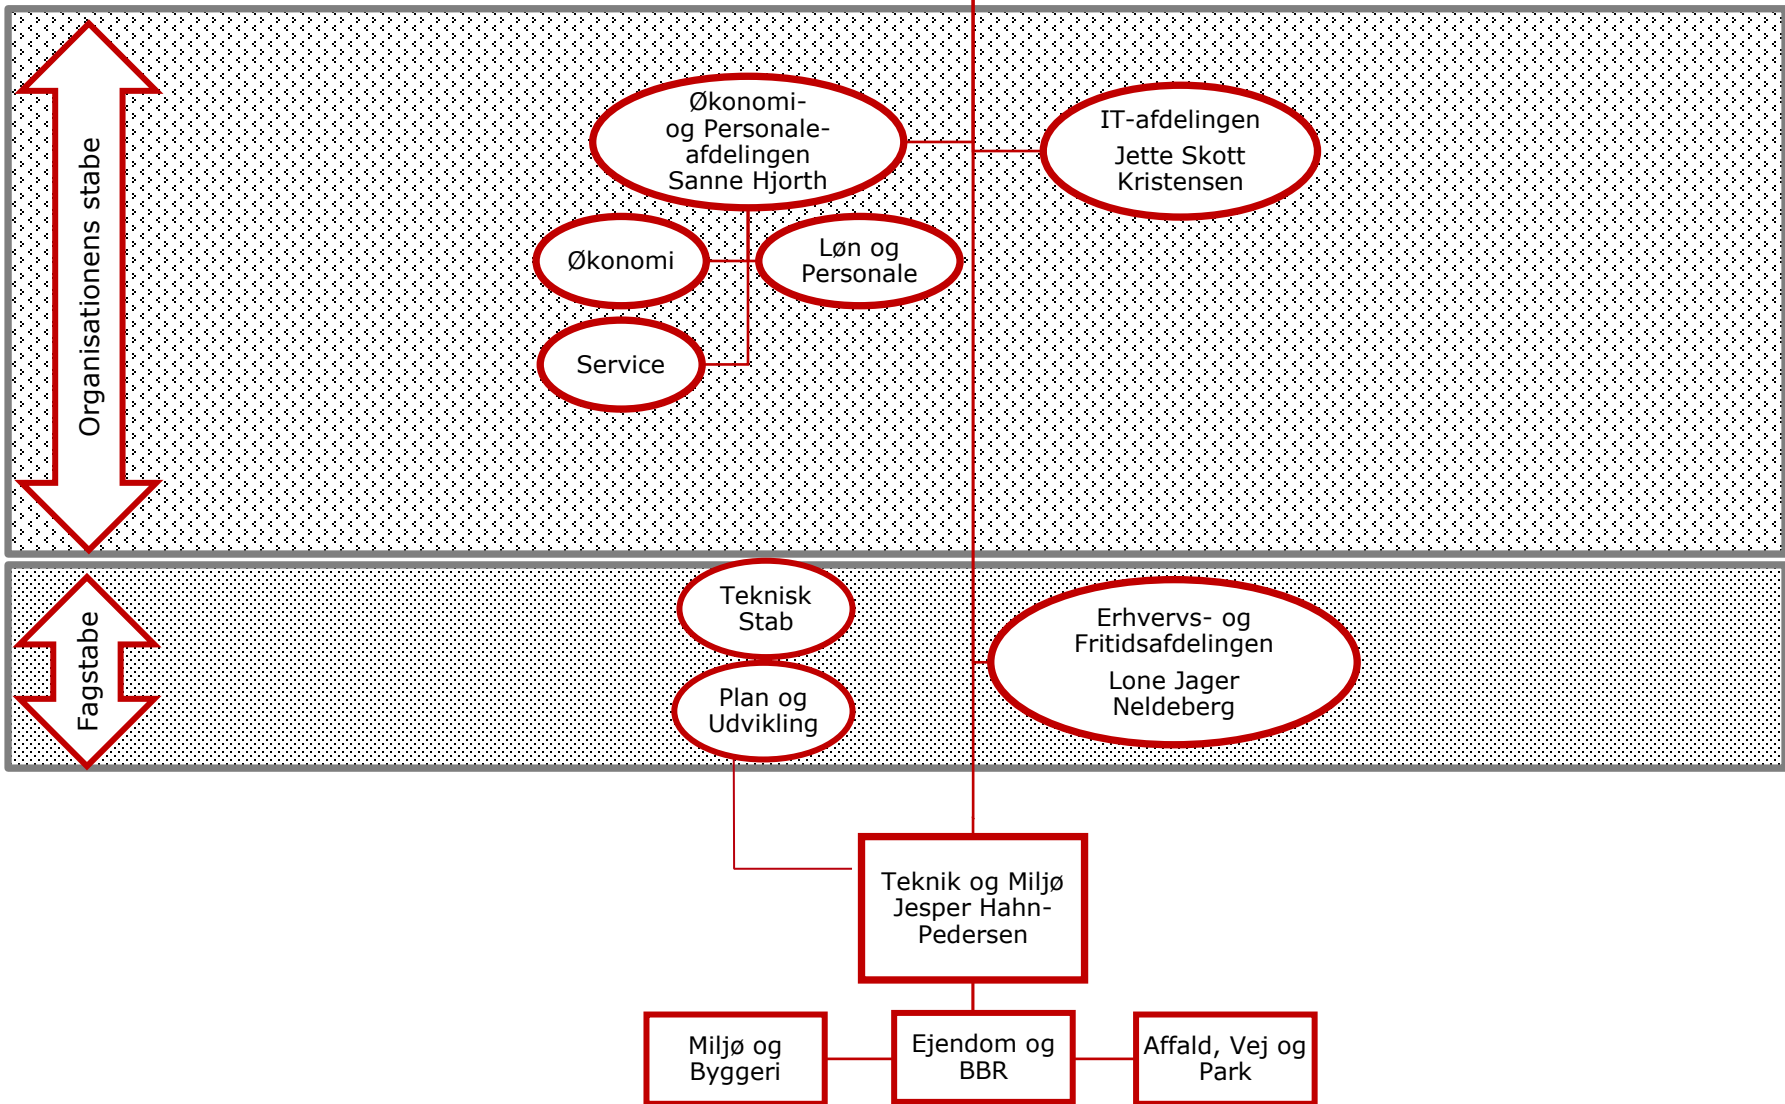 Organisationens stabe
Økonomi-
og Personale-
afdelingen
Sanne Hjorth
IT-afdelingen
Jette Skott
Kristensen
Økonomi
Løn og
Personale
Service
Fagstabe
Teknisk
Stab
Plan og
Udvikling
Erhvervs- og
Fritidsafdelingen
Lone Jager
Neldeberg
Teknik og Miljø
Jesper Hahn-
Pedersen
Miljø og
Byggeri
Ejendom og
BBR
Affald, Vej og
Park